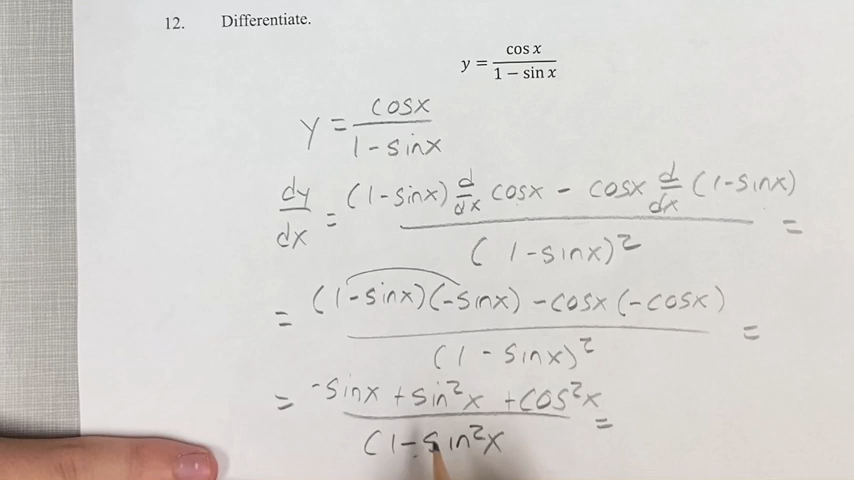 12. Differentiate.
y = cos x / 1 − sin x
y = cosx / 1 - sinx
dy/dx = (1-sinx) d/dx cosx - cosx d/dx (1-sinx) / (1-sinx)² =
= (1-sinx)(-sinx) - cosx(-cosx) / (1 - sinx)² =
= -sinx + sin²x + cos²x / (1-sin²x =